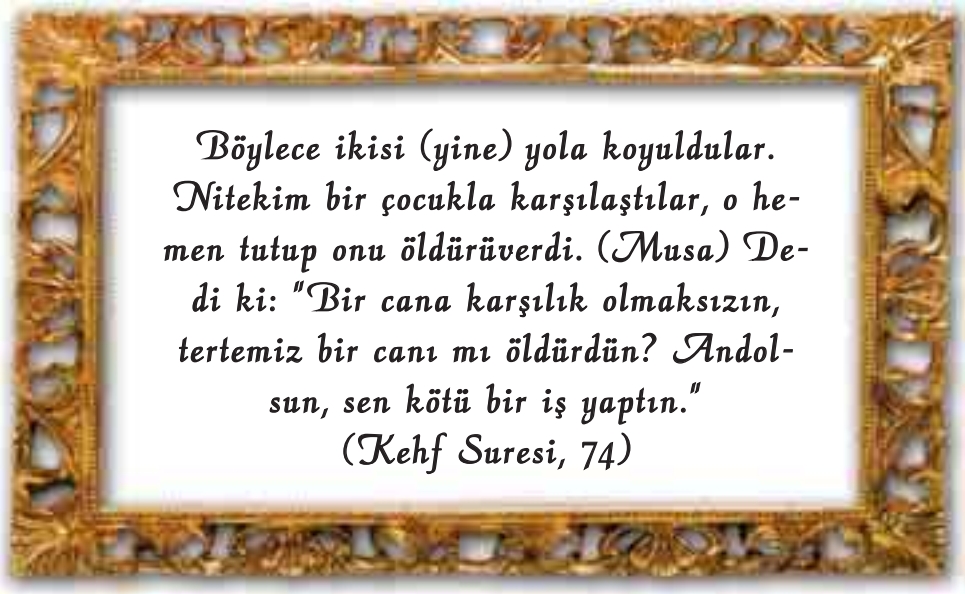 Böylece ikisi (yine) yola koyuldular.
Nitekim bir çocukla karşılaştılar, o he-
men tutup onu öldürüverdi. (Musa) De-
di ki: "Bir cana karşılık olmaksızın,
tertemiz bir canı mı öldürdün? Andol-
sun, sen kötü bir iş yaptın."
(Kehf Suresi, 74)